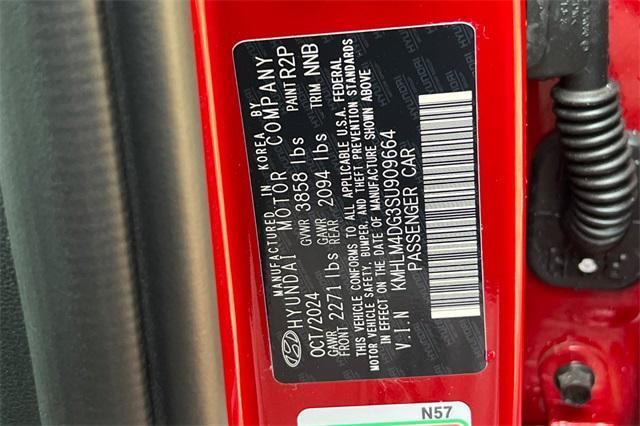 MANUFACTURED IN KOREA BY
HYUNDAI MOTOR COMPANY
OCT/2024 GVWR 3858 lbs PAINT R2P
GAWR FRONT 2271 lbs GAWR REAR 2094 lbs TRIM NNB
THIS VEHICLE CONFORMS TO ALL APPLICABLE U.S.A. FEDERAL
MOTOR VEHICLE SAFETY, BUMPER, AND THEFT PREVENTION STANDARDS
IN EFFECT ON THE DATE OF MANUFACTURE SHOWN ABOVE
V.I.N KMHLM4DG3SU909664
PASSENGER CAR
N57